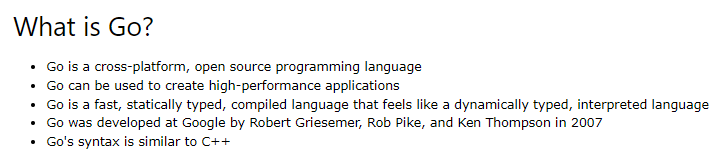 What is Go?
Go is a cross-platform, open source programming language
Go can be used to create high-performance applications
Go is a fast, statically typed, compiled language that feels like a dynamically typed, interpreted language
Go was developed at Google by Robert Griesemer, Rob Pike, and Ken Thompson in 2007
Go's syntax is similar to C++